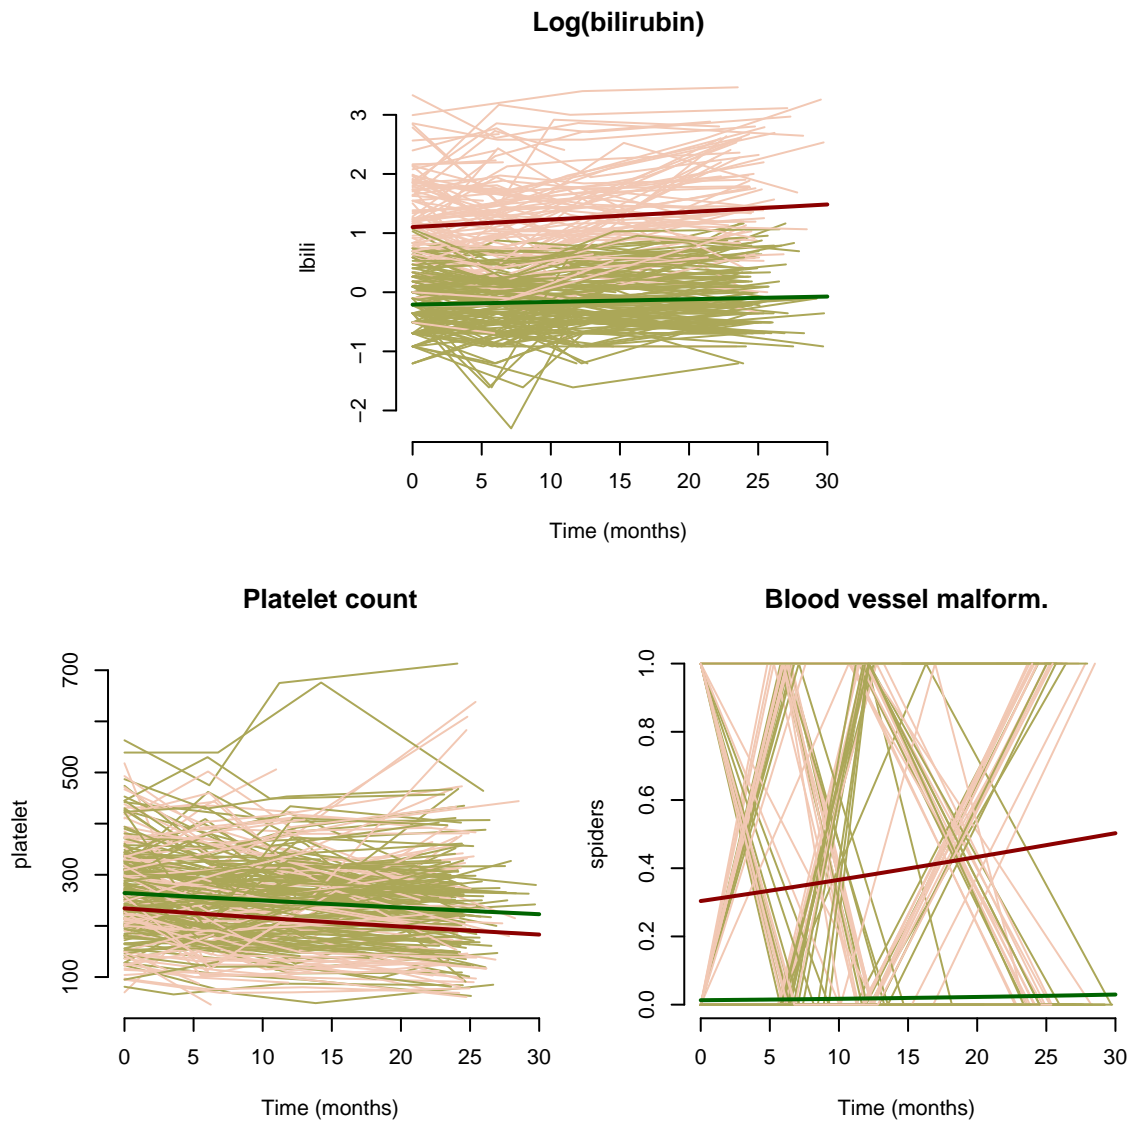 Log(bilirubin)
lbili
3
2
1
0
−1
−2
0 5 10 15 20 25 30
Time (months)
Platelet count
platelet
700
500
300
100
0 5 10 15 20 25 30
Time (months)
Blood vessel malform.
spiders
1.0
0.8
0.6
0.4
0.2
0.0
0 5 10 15 20 25 30
Time (months)